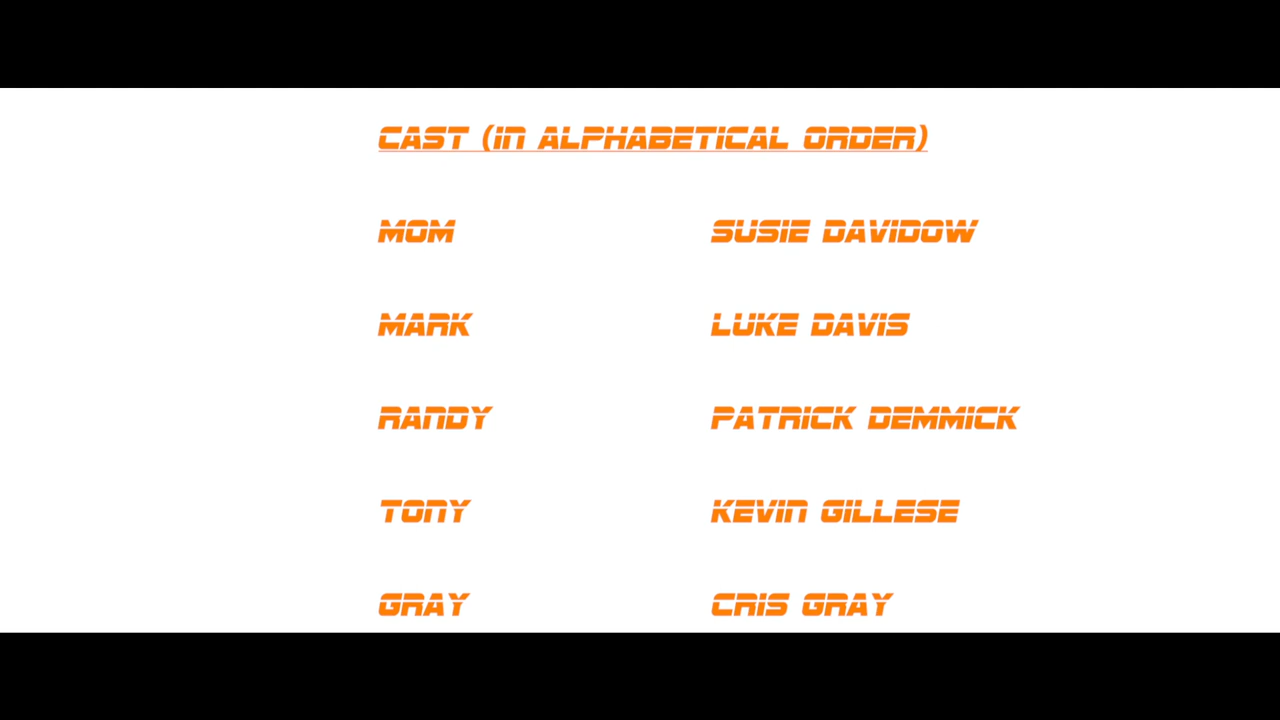 CAST (IN ALPHABETICAL ORDER)
MOM SUSIE DAVIDOW
MARK LUKE DAVIS
RANDY PATRICK DEMMICK
TONY KEVIN GILLESE
GRAY CRIS GRAY